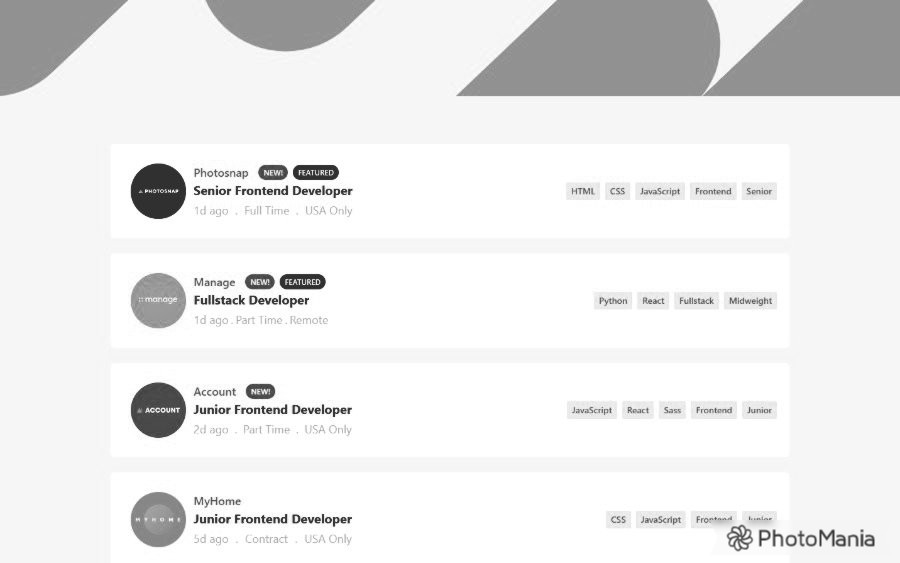 PHOTOSNAP
Photosnap NEW! FEATURED
Senior Frontend Developer
1d ago . Full Time . USA Only
HTML CSS JavaScript Frontend Senior
manage
Manage NEW! FEATURED
Fullstack Developer
1d ago . Part Time . Remote
Python React Fullstack Midweight
ACCOUNT
Account NEW!
Junior Frontend Developer
2d ago . Part Time . USA Only
JavaScript React Sass Frontend Junior
MYHOME
MyHome
Junior Frontend Developer
5d ago . Contract . USA Only
CSS JavaScript Frontend Junior
PhotoMania